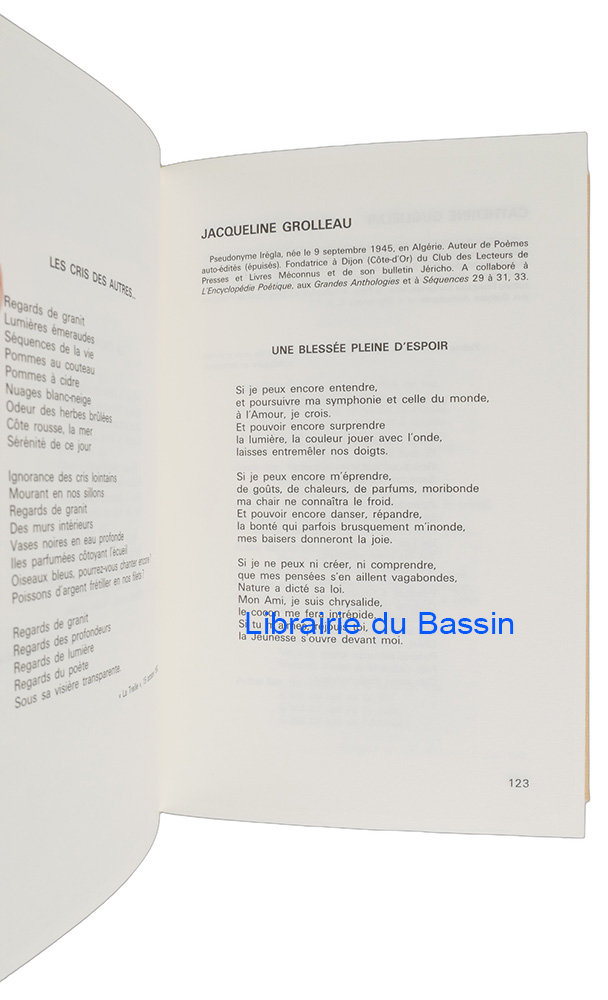 LES CRIS DES AUTRES...
Regards de granit
Lumières émeraudes
Séquences de la vie
Pommes au couteau
Pommes à cidre
Nuages blanc-neige
Odeur des herbes brûlées
Côte rousse, la mer
Sérénité de ce jour
Ignorance des cris lointains
Mourant en nos sillons
Regards de granit
Des murs intérieurs
Vases noires en eau profonde
Iles parfumées côtoyant l'écueil
Oiseaux bleus, pourrez-vous chanter encore ?
Poissons d'argent frétiller en nos filets ?
Regards de granit
Regards des profondeurs
Regards de lumière
Regards du poète
Sous sa visière transparente.
« La Treille »
JACQUELINE GROLLEAU
Pseudonyme Irégla, née le 9 septembre 1945, en Algérie. Auteur de Poèmes
auto-édités (épuisés). Fondatrice à Dijon (Côte-d'Or) du Club des Lecteurs de
Presses et Livres Méconnus et de son bulletin Jéricho. A collaboré à
L'Encyclopédie Poétique, aux Grandes Anthologies et à Séquences 29 à 31, 33.
UNE BLESSÉE PLEINE D'ESPOIR
Si je peux encore entendre,
et poursuivre ma symphonie et celle du monde,
à l'Amour, je crois.
Et pouvoir encore surprendre
la lumière, la couleur jouer avec l'onde,
laisses entremêler nos doigts.
Si je peux encore m'éprendre,
de goûts, de chaleurs, de parfums, moribonde
ma chair ne connaîtra le froid.
Et pouvoir encore danser, répandre,
la bonté qui parfois brusquement m'inonde,
mes baisers donneront la joie.
Si je ne peux ni créer, ni comprendre,
que mes pensées s'en aillent vagabondes,
Nature a dicté sa loi.
Mon Ami, je suis chrysalide,
le cocon me fera intrépide.
Si tu m'aimes, réjouis-toi,
la Jeunesse s'ouvre devant moi.
Librairie du Bassin
123